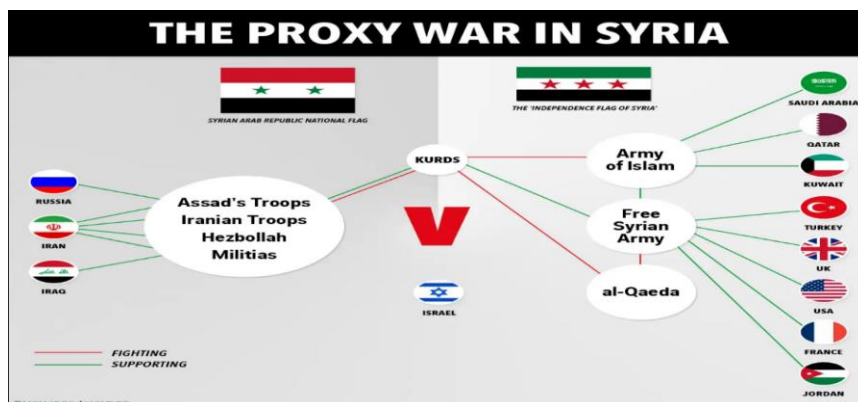 THE PROXY WAR IN SYRIA
SYRIAN ARAB REPUBLIC NATIONAL FLAG
THE 'INDEPENDENCE FLAG OF SYRIA'
SAUDI ARABIA
QATAR
KUWAIT
TURKEY
UK
USA
FRANCE
JORDAN
KURDS
Army
of Islam
Free
Syrian
Army
al-Qaeda
RUSSIA
IRAN
IRAQ
Assad's Troops
Iranian Troops
Hezbollah
Militias
V
ISRAEL
FIGHTING
SUPPORTING